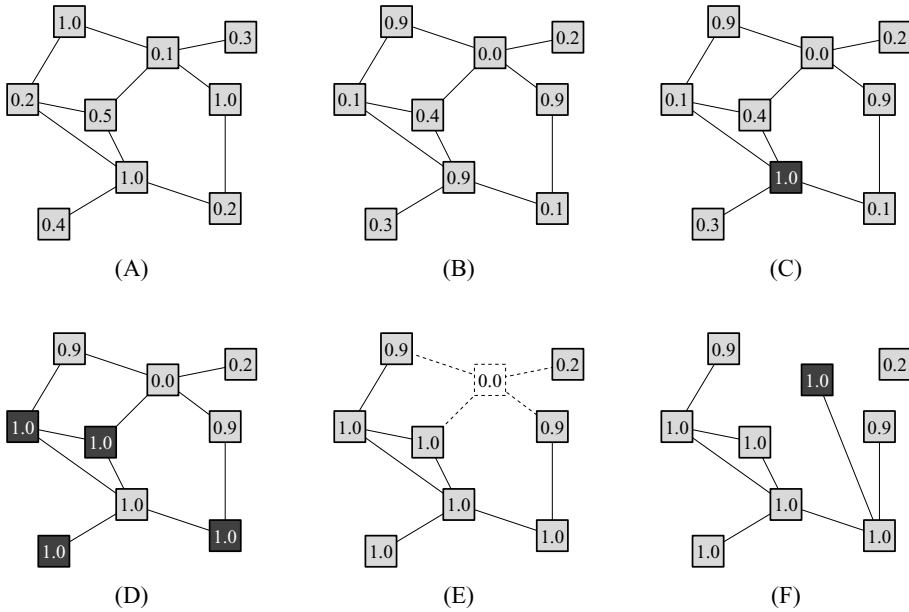 1.0 0.9 0.9
0.1 0.3 0.0 0.2 0.0 0.2
0.2 1.0 0.1 0.9 0.1 0.9
0.5 0.4 0.4
1.0 0.9 1.0
0.4 0.2 0.3 0.1 0.3 0.1
(A) (B) (C)
0.9 0.9 0.9
0.0 0.2 0.0 0.2 1.0 0.2
1.0 0.9 1.0 0.9 1.0 0.9
1.0 1.0 1.0
1.0 1.0 1.0
1.0 1.0 1.0 1.0 1.0 1.0
(D) (E) (F)